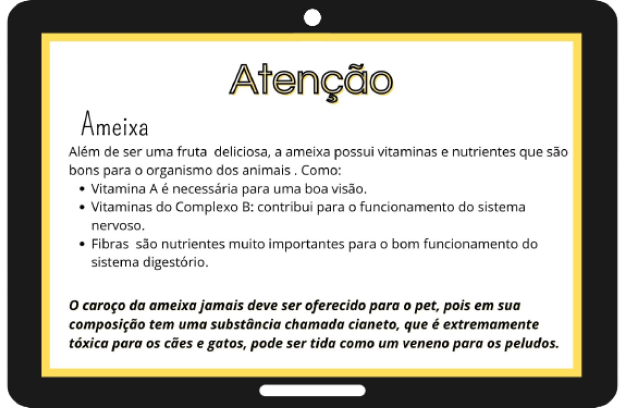 Atenção
Ameixa
Além de ser uma fruta deliciosa, a ameixa possui vitaminas e nutrientes que são
bons para o organismo dos animais . Como:
• Vitamina A é necessária para uma boa visão.
• Vitaminas do Complexo B: contribui para o funcionamento do sistema
nervoso.
• Fibras são nutrientes muito importantes para o bom funcionamento do
sistema digestório.
O caroço da ameixa jamais deve ser oferecido para o pet, pois em sua
composição tem uma substância chamada cianeto, que é extremamente
tóxica para os cães e gatos, pode ser tida como um veneno para os peludos.